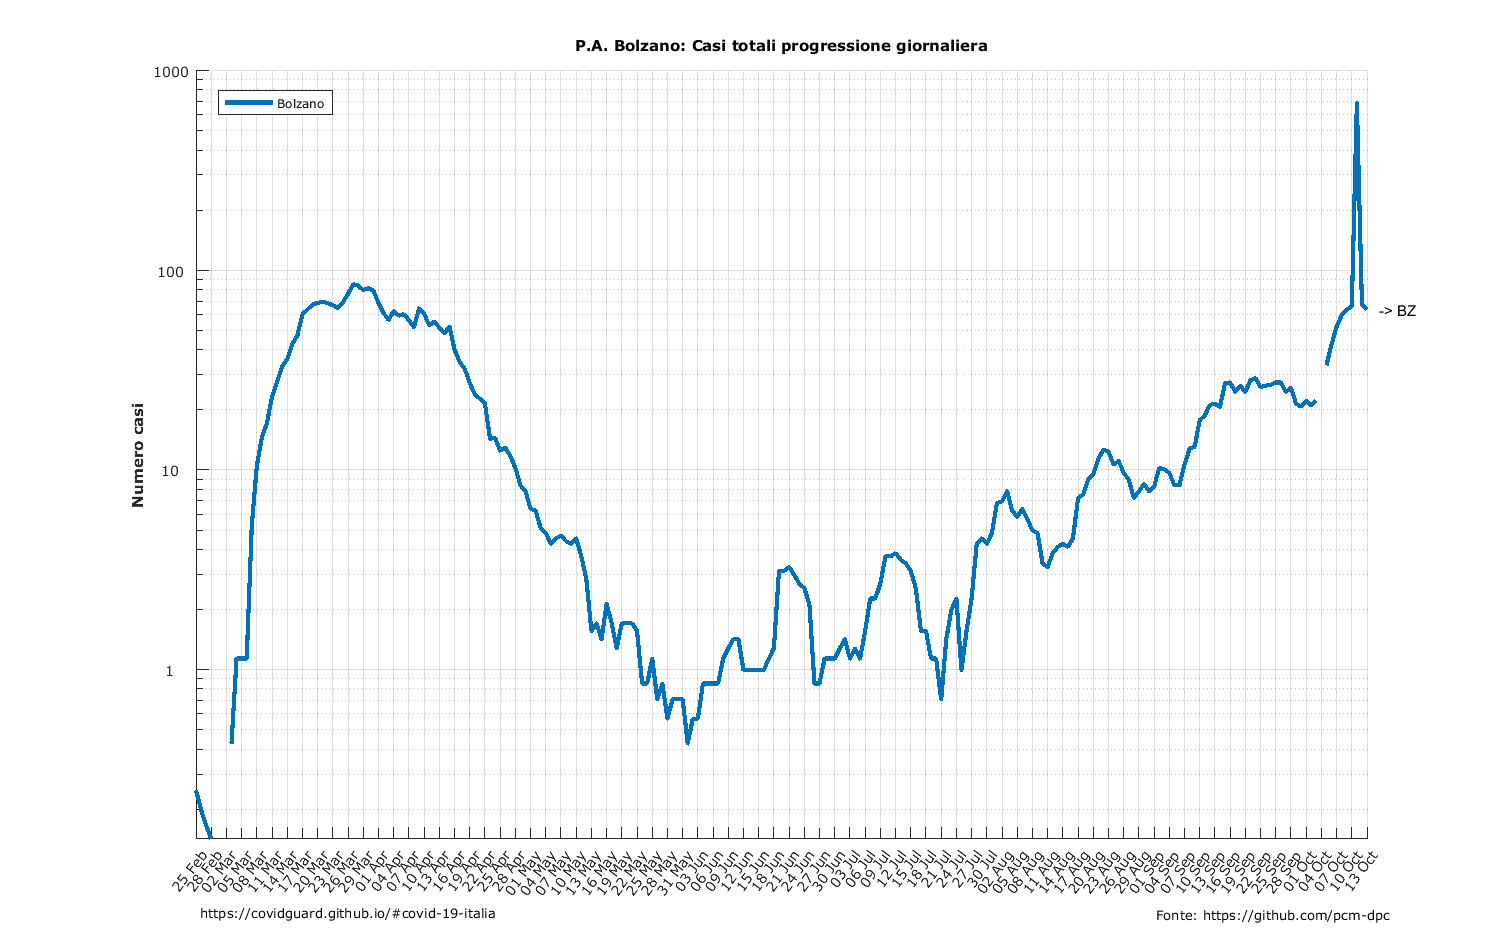 P.A. Bolzano: Casi totali progressione giornaliera
1000
Bolzano
100
-> BZ
Numero casi
10
1
25 Feb
28 Feb
02 Mar
05 Mar
08 Mar
11 Mar
14 Mar
17 Mar
20 Mar
23 Mar
26 Mar
29 Mar
01 Apr
04 Apr
07 Apr
10 Apr
13 Apr
16 Apr
19 Apr
22 Apr
25 Apr
28 Apr
01 May
04 May
07 May
10 May
13 May
16 May
19 May
22 May
25 May
28 May
31 May
03 Jun
06 Jun
09 Jun
12 Jun
15 Jun
18 Jun
21 Jun
24 Jun
27 Jun
30 Jun
03 Jul
06 Jul
09 Jul
12 Jul
15 Jul
18 Jul
21 Jul
24 Jul
27 Jul
30 Jul
02 Aug
05 Aug
08 Aug
11 Aug
14 Aug
17 Aug
20 Aug
23 Aug
26 Aug
29 Aug
01 Sep
04 Sep
07 Sep
10 Sep
13 Sep
16 Sep
19 Sep
22 Sep
25 Sep
28 Sep
01 Oct
04 Oct
07 Oct
10 Oct
13 Oct
https://covidguard.github.io/#covid-19-italia
Fonte: https://github.com/pcm-dpc